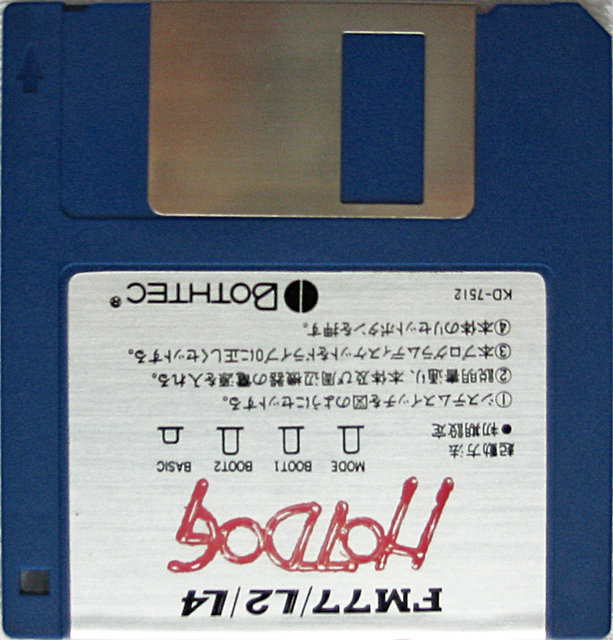 FM77/L2/L4
HOTDOG
起動方法
MODE BOOT1 BOOT2 BASIC
●初期設定
①システムスイッチを図のようにセットする。
②説明書通り、本体及び周辺機器の電源を入れる。
③本プログラムディスケットをドライブ0に正しくセットする。
④本体のリセットボタンを押す。
KD-7512 BOTHTEC®